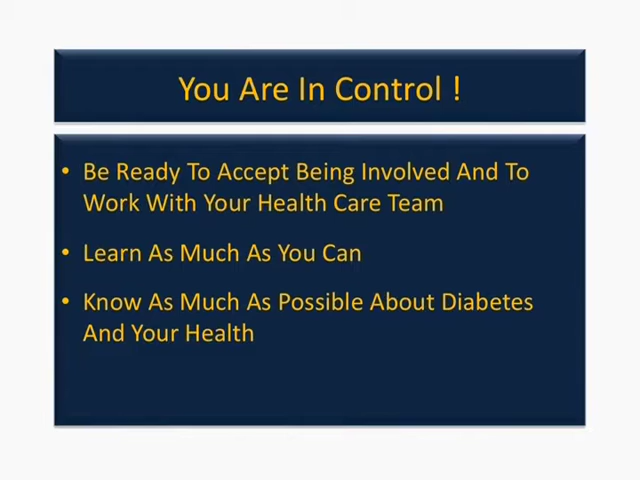 You Are In Control !
• Be Ready To Accept Being Involved And To
Work With Your Health Care Team
• Learn As Much As You Can
• Know As Much As Possible About Diabetes
And Your Health